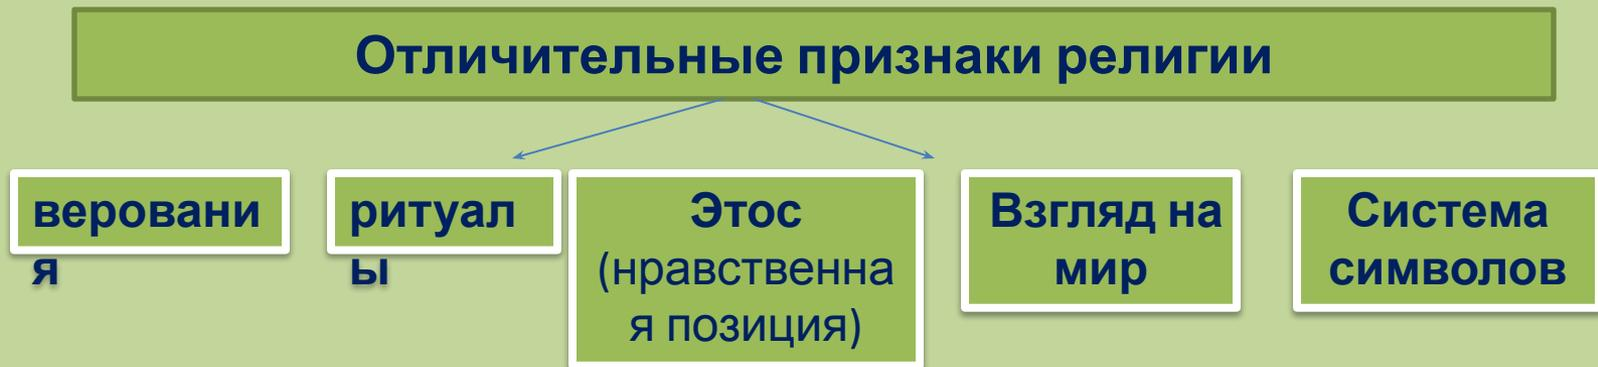 Отличительные признаки религии
веровани
я
ритуал
ы
Этос
(нравственна
я позиция)
Взгляд на
мир
Система
символов